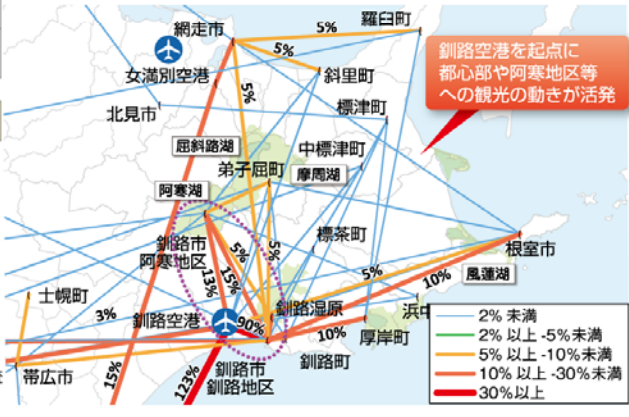 羅臼町
網走市
5%
5%
女満別空港
斜里町
釧路空港を起点に
都心部や阿寒地区等
への観光の動きが活発
北見市
5%
標津町
屈斜路湖
中標津町
弟子屈町
摩周湖
阿寒湖
釧路市
阿寒地区
5%
5%
標茶町
13%
15%
根室市
5%
10%
風蓮湖
士幌町
3%
釧路空港
90%
釧路湿原
浜中
10%
厚岸町
釧路町
帯広市
15%
123%
釧路市
釧路地区
2% 未満
2% 以上 -5%未満
5% 以上 -10%未満
10% 以上 -30%未満
30%以上